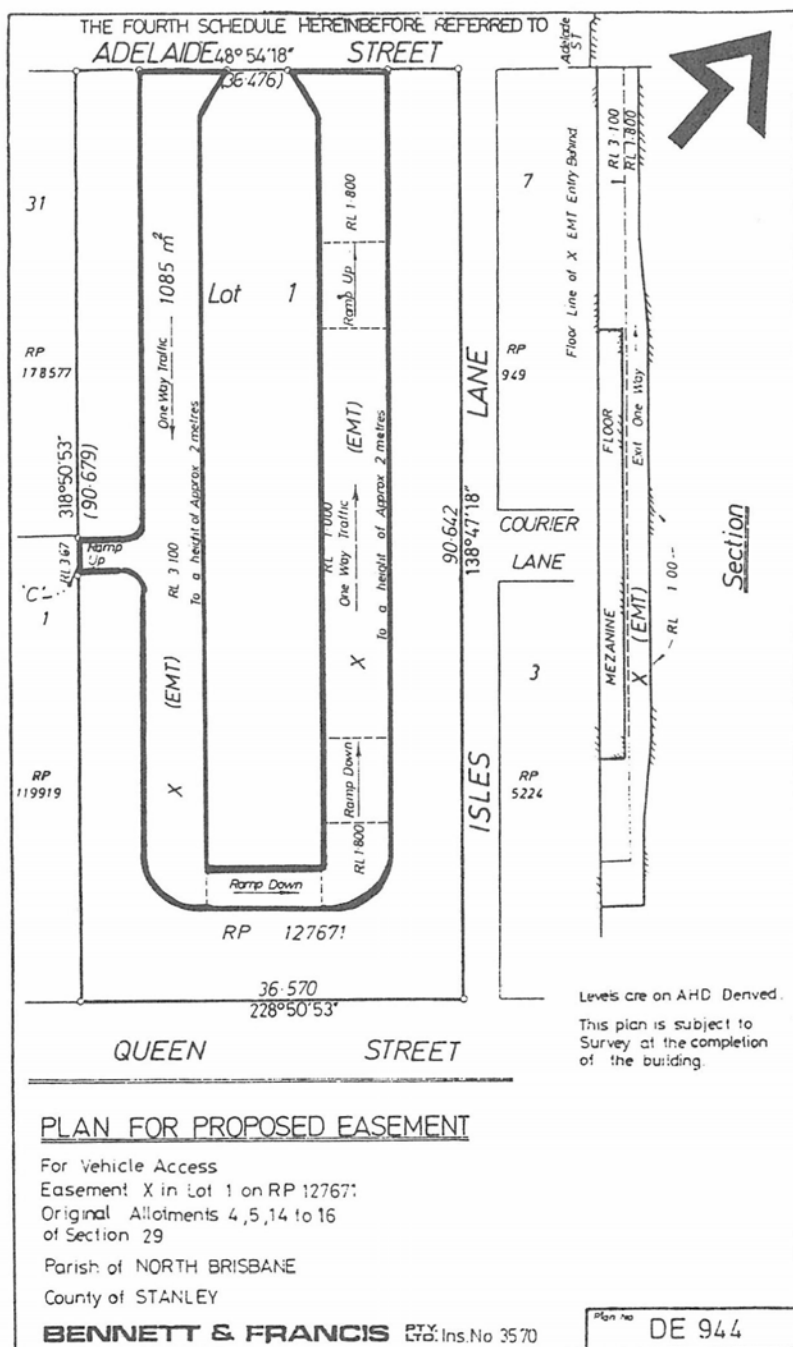 THE FOURTH SCHEDULE HEREINBEFORE REFERRED TO
ADELAIDE 48° 54'18" STREET
(36·476)
Adelaide ST
31
RP 178577
318° 50'53"
(90·679)
One Way Traffic
1085 m²
Lot 1
RL 1·800
Ramp Up
7
RP 949
LANE
Floor Line of X EMT Entry Behind
RL 3·100
RL 1·800
FLOOR
Exit One Way
Ramp Up
RL 3·67
'C'
1
(EMT)
RL 3·100
To a height of Approx 2 metres
X
RL 1·000
One Way Traffic
(EMT)
To a height of Approx 2 metres
X
90·642
138° 47'18"
COURIER
LANE
Section
MEZANINE
X (EMT)
RL 1·00
3
RP 5224
ISLES
RP 119919
Ramp Down
RL 1·800
Ramp Down
RP 127671
36·570
228° 50'53"
QUEEN STREET
Levels are on AHD Derived.
This plan is subject to
Survey at the completion
of the building.
PLAN FOR PROPOSED EASEMENT
For Vehicle Access
Easement X in Lot 1 on RP 127671
Original Allotments 4,5,14 to 16
of Section 29
Parish of NORTH BRISBANE
County of STANLEY
BENNETT & FRANCIS PTY. LTD. Ins. No 3570
Plan No DE 944